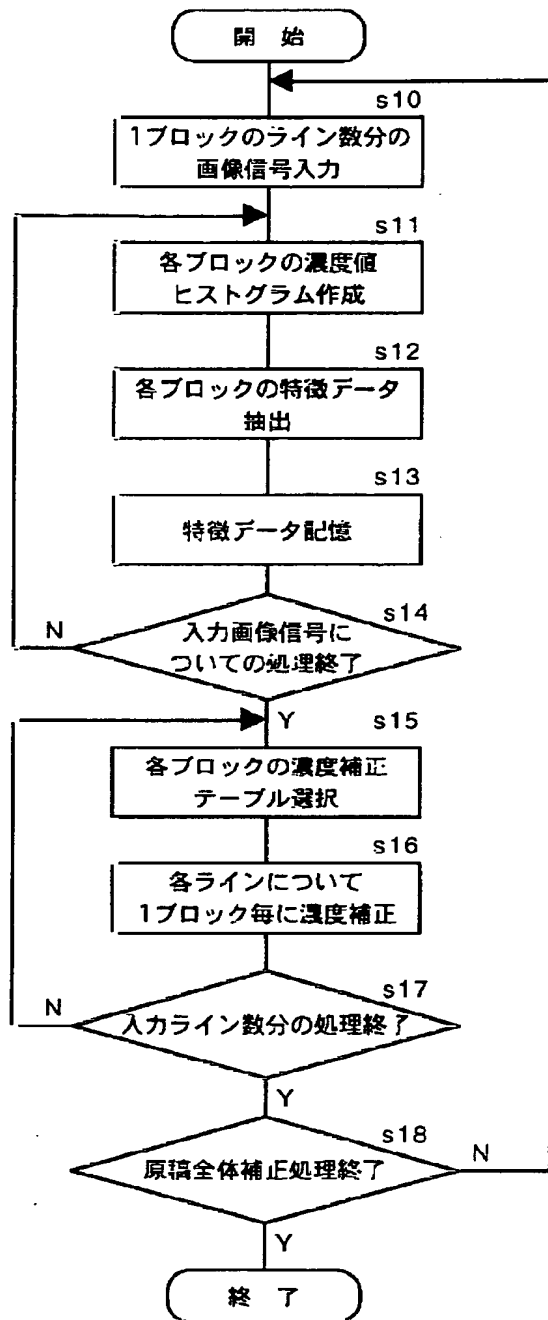 開 始
s10
1ブロックのライン数分の
画像信号入力
s11
各ブロックの濃度値
ヒストグラム作成
s12
各ブロックの特徴データ
抽出
s13
特徴データ記憶
s14
N
入力画像信号に
ついての処理終了
Y
s15
各ブロックの濃度補正
テーブル選択
s16
各ラインについて
1ブロック毎に濃度補正
s17
N
入力ライン数分の処理終了
Y
s18
原稿全体補正処理終了
N
Y
終 了